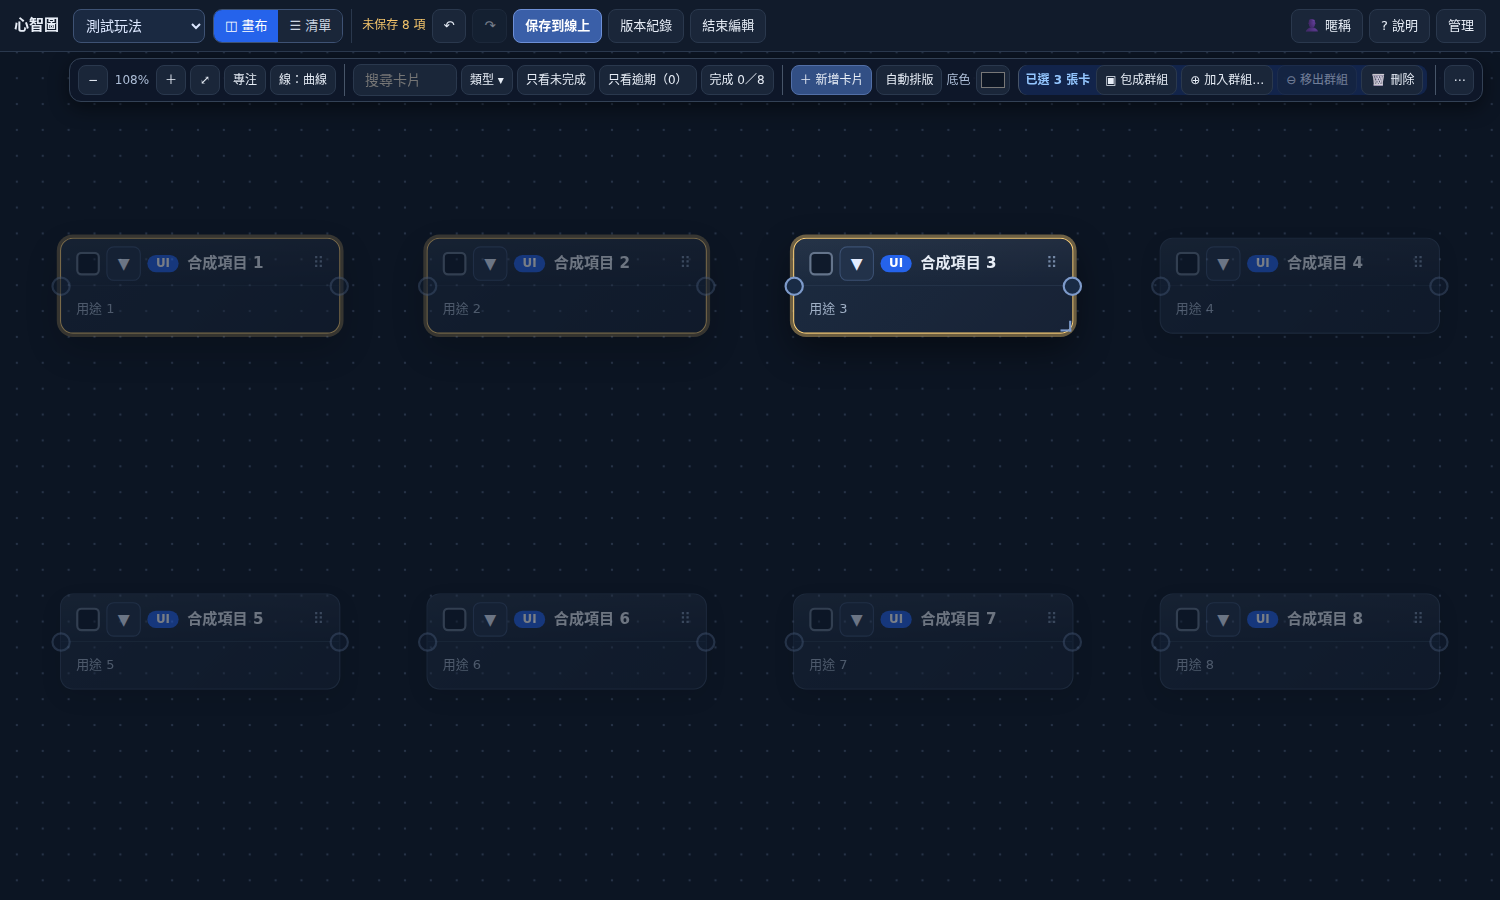 心智圖 測試玩法 ◫ 畫布 ☰ 清單 未保存 8 項 ↶ ↷ 保存到線上 版本紀錄 結束編輯 👤 暱稱 ? 說明 管理
− 108% ＋ ⤢ 專注 線：曲線 搜尋卡片 類型 ▾ 只看未完成 只看逾期（0） 完成 0／8 ＋ 新增卡片 自動排版 底色 已選 3 張卡 ▣ 包成群組 ⊕ 加入群組… ⊖ 移出群組 🗑 刪除 ⋯
▼ UI 合成項目 1 ⠿
用途 1
▼ UI 合成項目 2 ⠿
用途 2
▼ UI 合成項目 3 ⠿
用途 3
▼ UI 合成項目 4 ⠿
用途 4
▼ UI 合成項目 5 ⠿
用途 5
▼ UI 合成項目 6 ⠿
用途 6
▼ UI 合成項目 7 ⠿
用途 7
▼ UI 合成項目 8 ⠿
用途 8